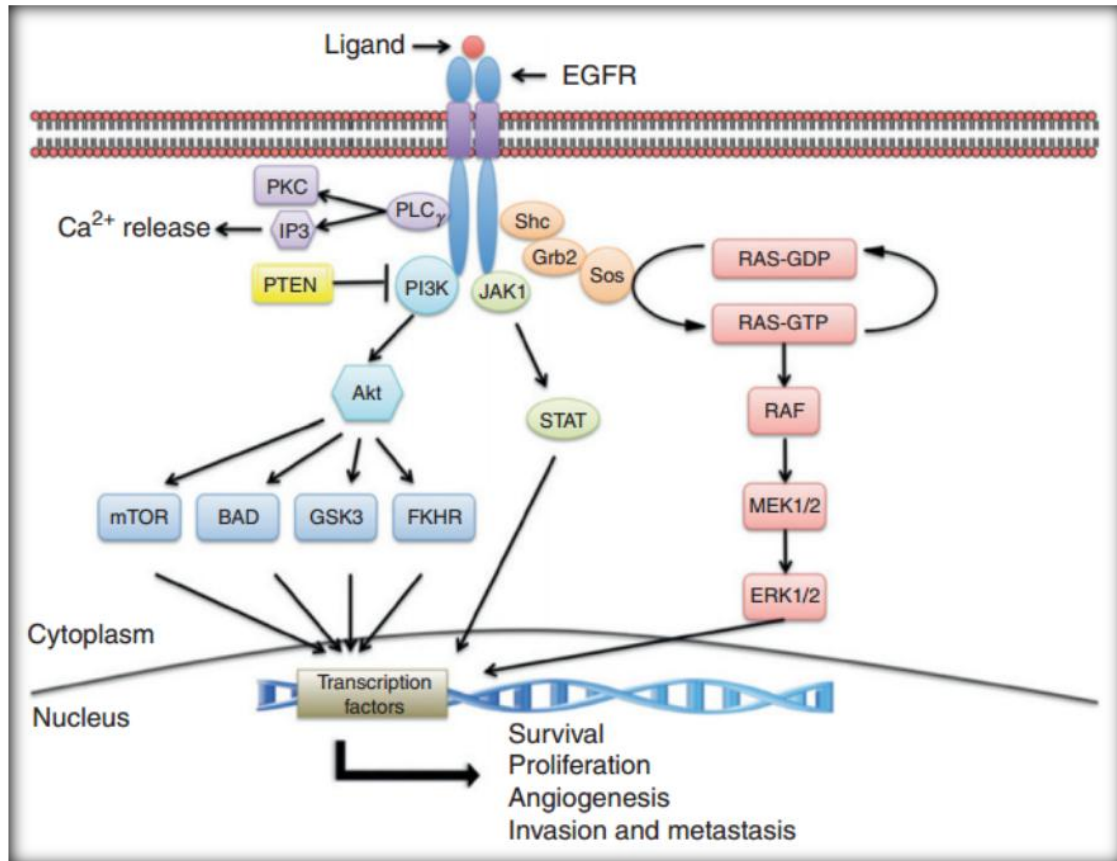 Ligand
EGFR
PKC
PLCγ
Ca2+ release
IP3
Shc
Grb2
Sos
RAS-GDP
PTEN
PI3K
JAK1
RAS-GTP
Akt
STAT
RAF
mTOR
BAD
GSK3
FKHR
MEK1/2
ERK1/2
Cytoplasm
Nucleus
Transcription
factors
Survival
Proliferation
Angiogenesis
Invasion and metastasis